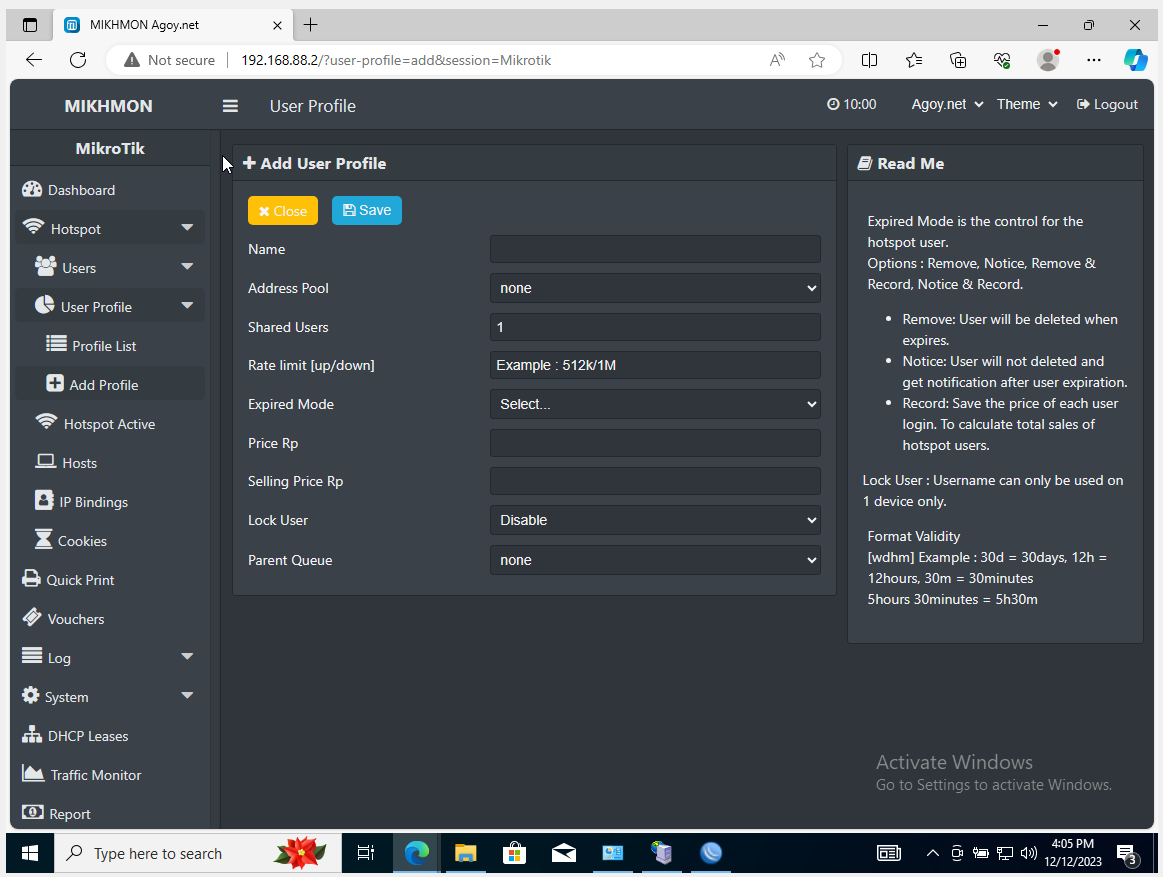 MIKHMON Agoy.net
Not secure
192.168.88.2/?user-profile=add&session=Mikrotik
MIKHMON
User Profile
10:00
Agoy.net
Theme
Logout
MikroTik
Dashboard
Hotspot
Users
User Profile
Profile List
Add Profile
Hotspot Active
Hosts
IP Bindings
Cookies
Quick Print
Vouchers
Log
System
DHCP Leases
Traffic Monitor
Report
Add User Profile
Close
Save
Name
Address Pool
none
Shared Users
1
Rate limit [up/down]
Example : 512k/1M
Expired Mode
Select...
Price Rp
Selling Price Rp
Lock User
Disable
Parent Queue
none
Read Me
Expired Mode is the control for the
hotspot user.
Options : Remove, Notice, Remove &
Record, Notice & Record.
• Remove: User will be deleted when
expires.
• Notice: User will not deleted and
get notification after user expiration.
• Record: Save the price of each user
login. To calculate total sales of
hotspot users.
Lock User : Username can only be used on
1 device only.
Format Validity
[wdhm] Example : 30d = 30days, 12h =
12hours, 30m = 30minutes
5hours 30minutes = 5h30m
Activate Windows
Go to Settings to activate Windows.
Type here to search
4:05 PM
12/12/2023
3